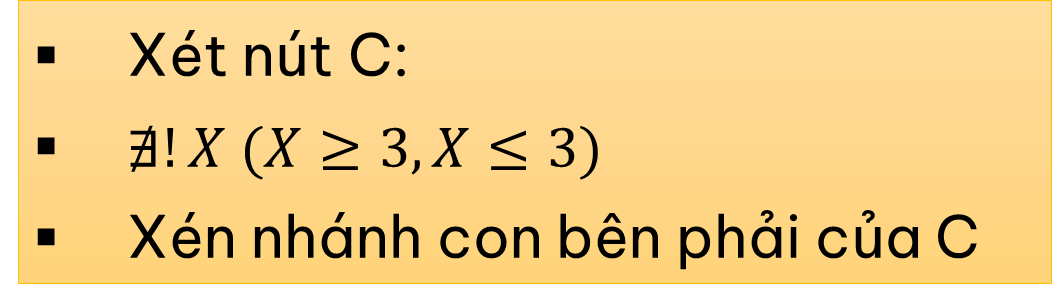 ▪ Xét nút C:
▪ ∄! X (X ≥ 3, X ≤ 3)
▪ Xén nhánh con bên phải của C